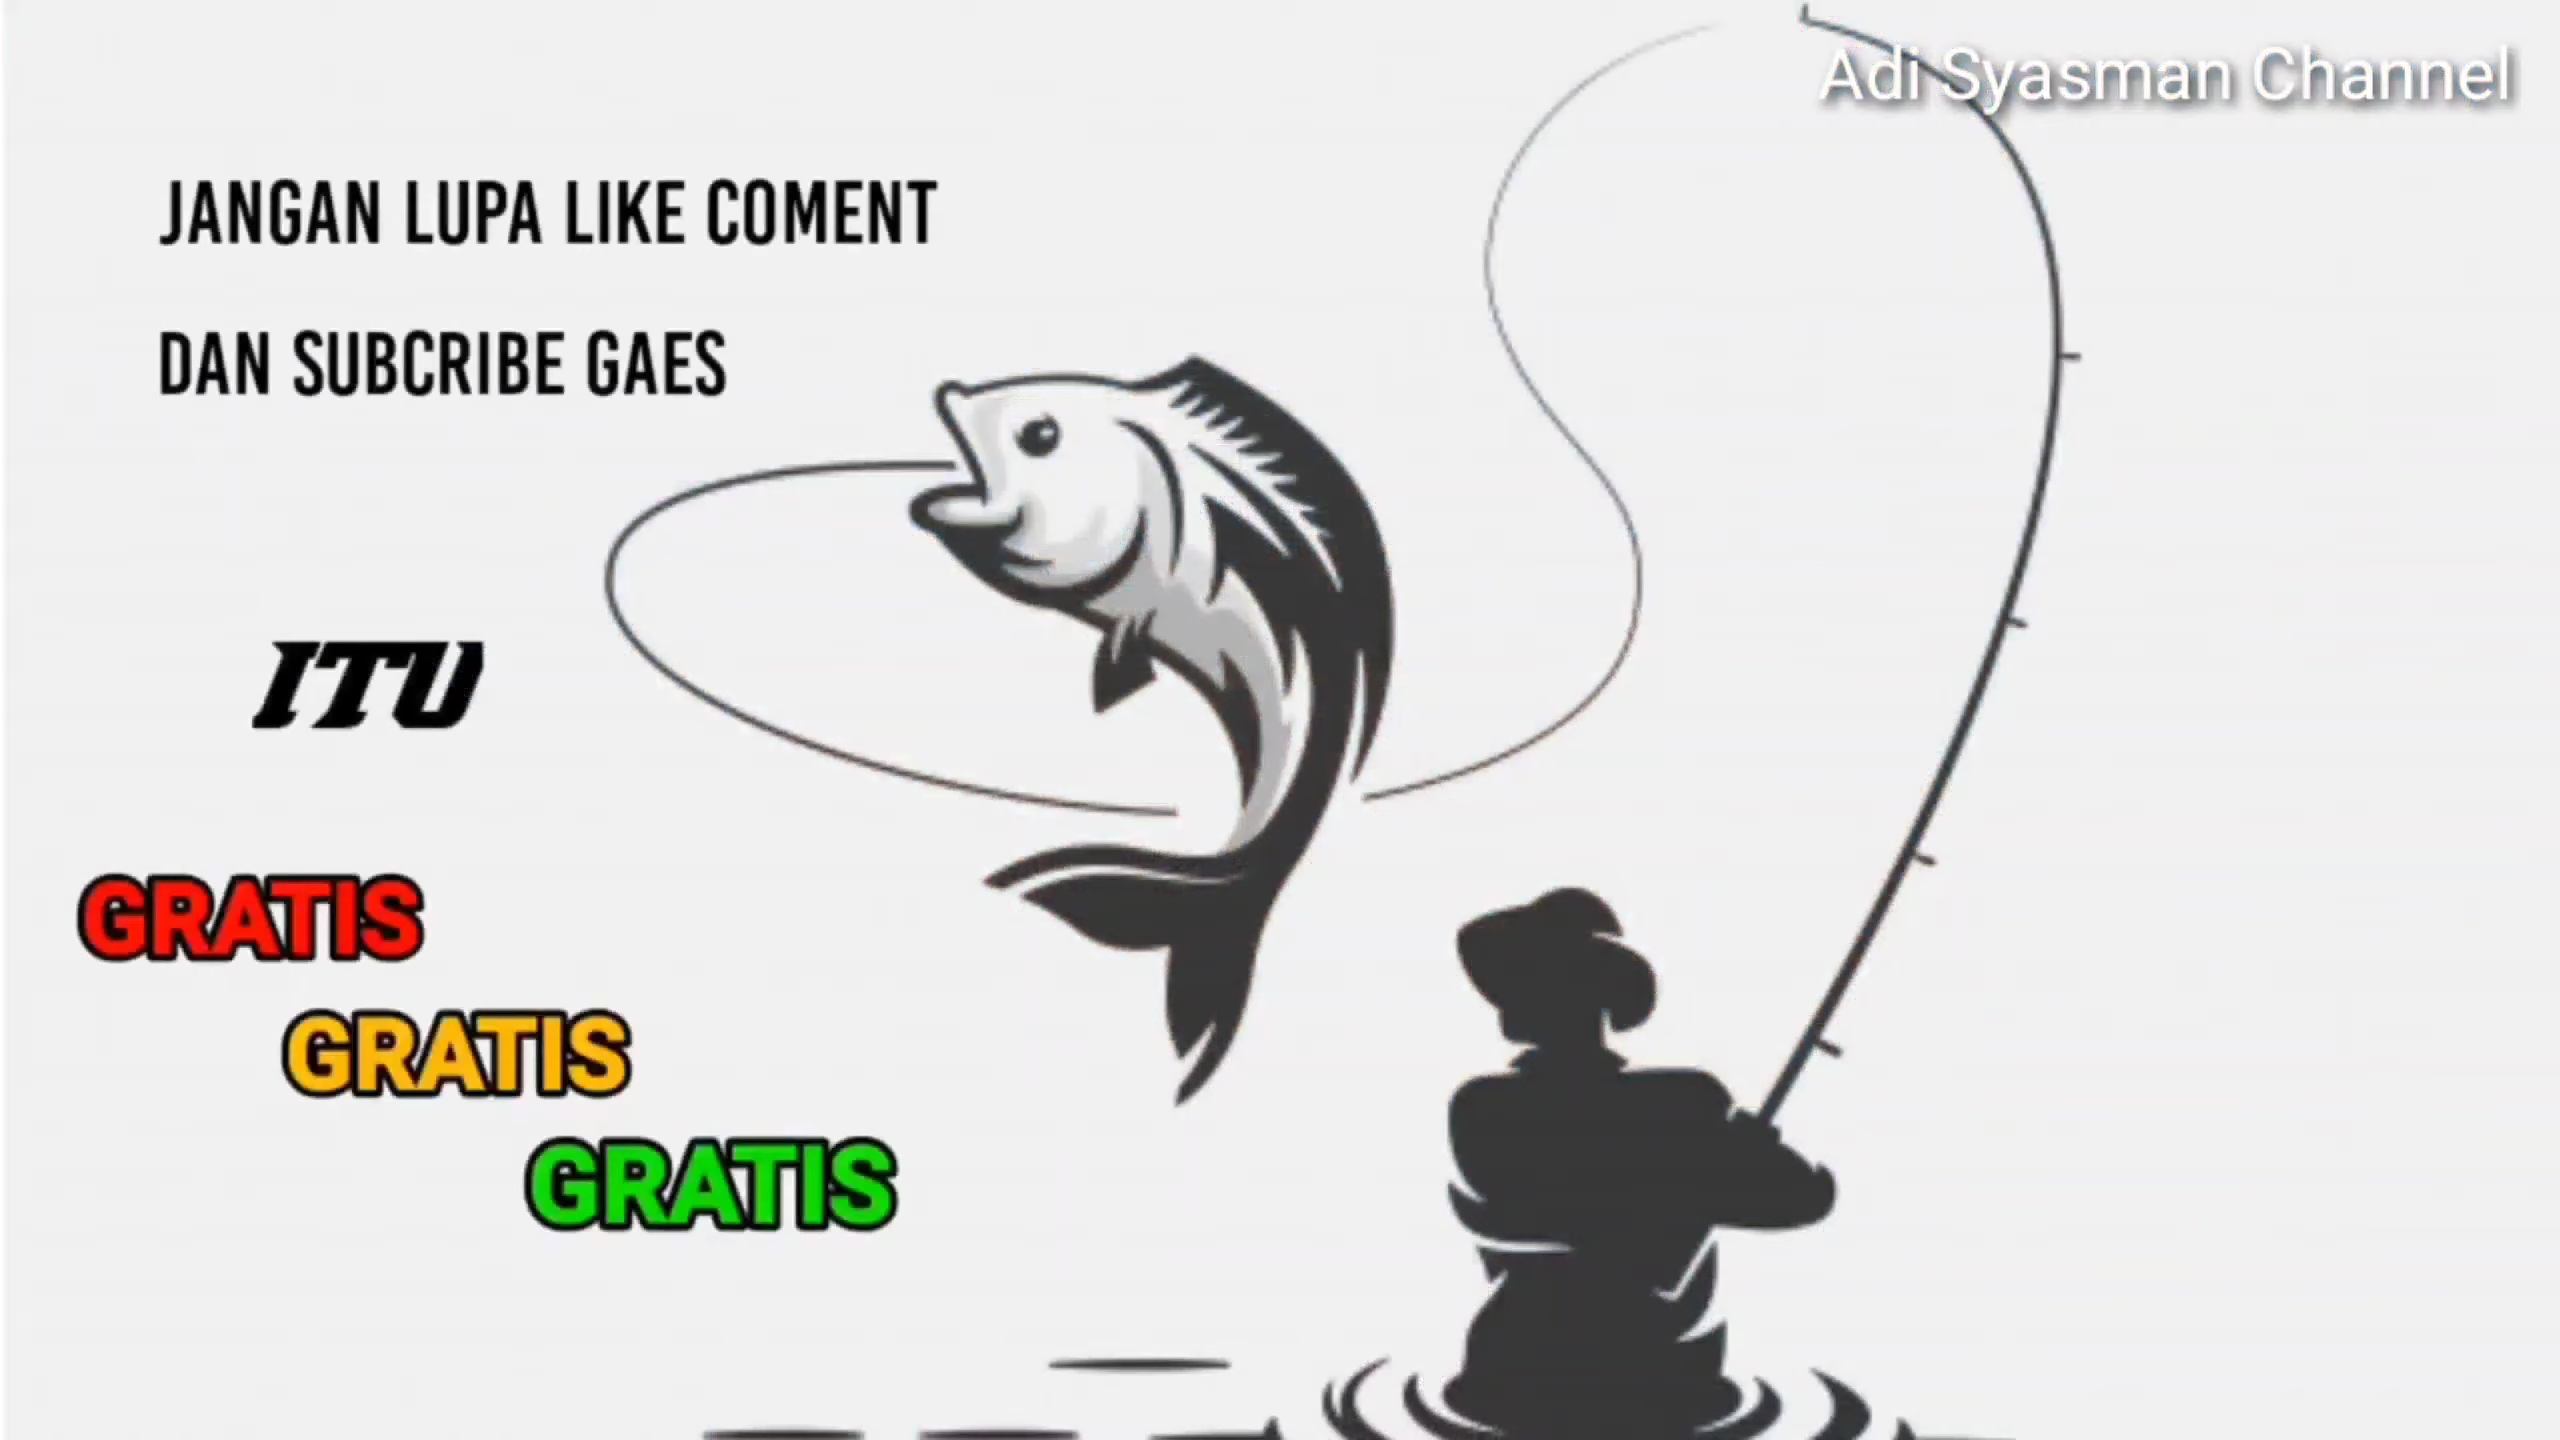 Adi Syasman Channel
JANGAN LUPA LIKE COMENT
DAN SUBCRIBE GAES
ITU
GRATIS
GRATIS
GRATIS